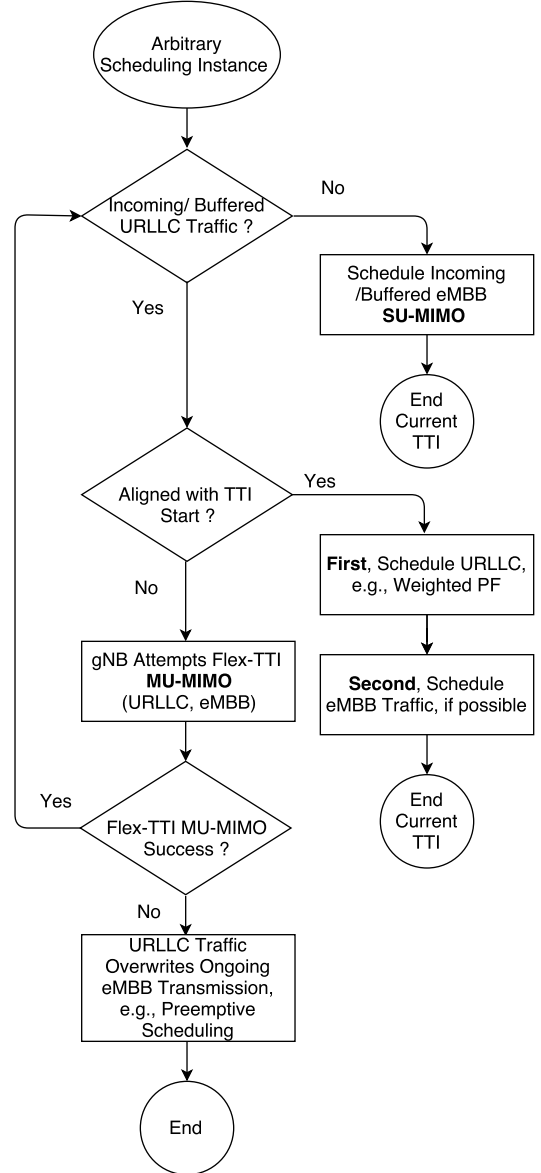 Arbitrary
Scheduling Instance
Incoming/ Buffered
URLLC Traffic ?
No
Schedule Incoming
/Buffered eMBB
SU-MIMO
End
Current
TTI
Yes
Aligned with TTI
Start ?
Yes
First, Schedule URLLC,
e.g., Weighted PF
Second, Schedule
eMBB Traffic, if possible
End
Current
TTI
No
gNB Attempts Flex-TTI
MU-MIMO
(URLLC, eMBB)
Flex-TTI MU-MIMO
Success ?
Yes
No
URLLC Traffic
Overwrites Ongoing
eMBB Transmission,
e.g., Preemptive
Scheduling
End